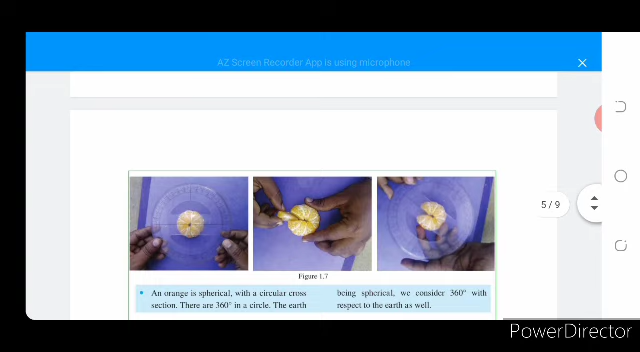 AZ Screen Recorder App is using microphone
5 / 9
Figure 1.7
• An orange is spherical, with a circular cross
section. There are 360° in a circle. The earth
being spherical, we consider 360° with
respect to the earth as well.
PowerDirector